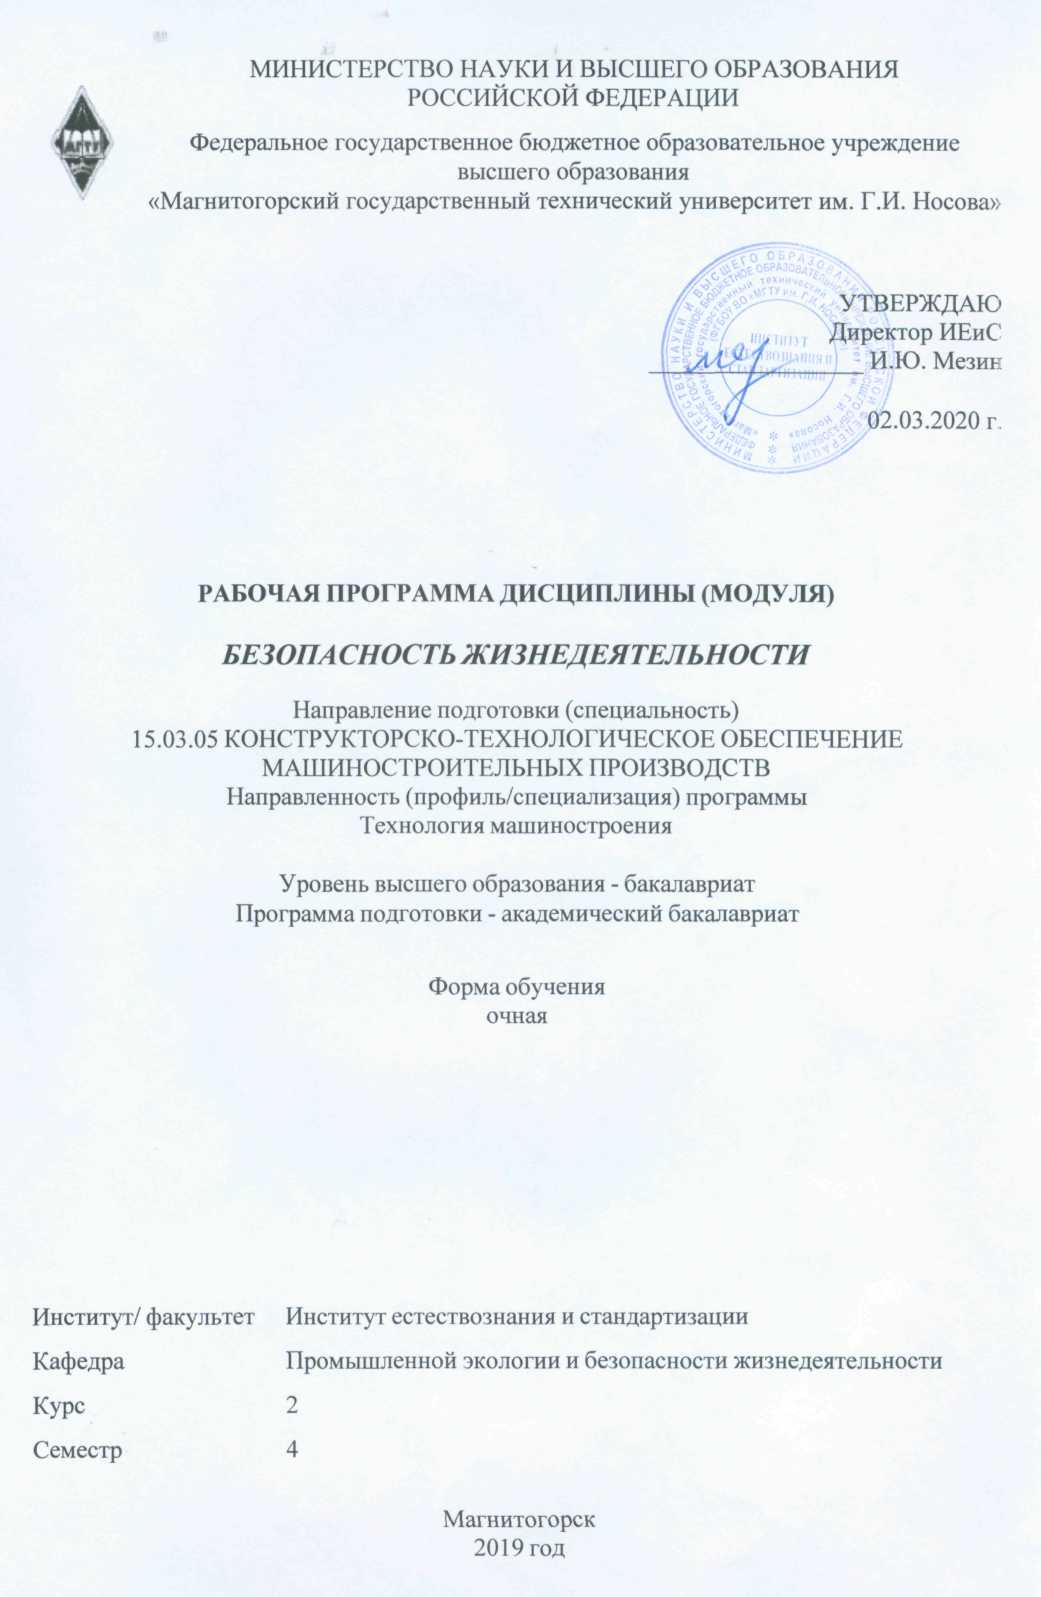 МИНИСТЕРСТВО НАУКИ И ВЫСШЕГО ОБРАЗОВАНИЯ
РОССИЙСКОЙ ФЕДЕРАЦИИ
Федеральное государственное бюджетное образовательное учреждение
высшего образования
«Магнитогорский государственный технический университет им. Г.И. Носова»
МГТУ
УТВЕРЖДАЮ
Директор ИЕиС
И.Ю. Мезин
02.03.2020 г.
ИНСТИТУТ
ЕСТЕСТВОЗНАНИЯ И
СТАНДАРТИЗАЦИИ
РАБОЧАЯ ПРОГРАММА ДИСЦИПЛИНЫ (МОДУЛЯ)
БЕЗОПАСНОСТЬ ЖИЗНЕДЕЯТЕЛЬНОСТИ
Направление подготовки (специальность)
15.03.05 КОНСТРУКТОРСКО-ТЕХНОЛОГИЧЕСКОЕ ОБЕСПЕЧЕНИЕ
МАШИНОСТРОИТЕЛЬНЫХ ПРОИЗВОДСТВ
Направленность (профиль/специализация) программы
Технология машиностроения
Уровень высшего образования - бакалавриат
Программа подготовки - академический бакалавриат
Форма обучения
очная
Институт/ факультет Институт естествознания и стандартизации
Кафедра Промышленной экологии и безопасности жизнедеятельности
Курс 2
Семестр 4
Магнитогорск
2019 год